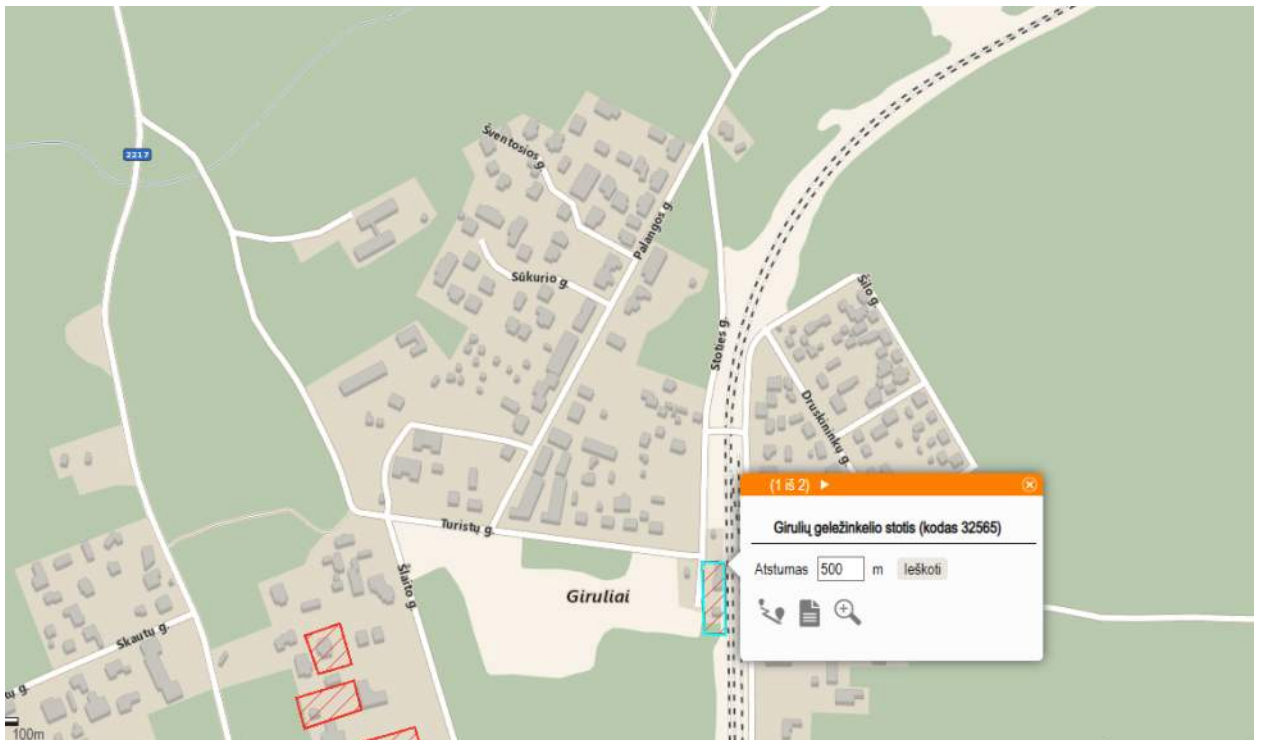 2217
Šventosios g.
Palangos g.
Sūkurio g.
Šilo g.
Stoties g.
Druskininkų g.
(1 iš 2)
Girulių geležinkelio stotis (kodas 32565)
Atstumas 500 m Ieškoti
Turistų g.
Šlaito g.
Giruliai
Skautų g.
tų g.
100m